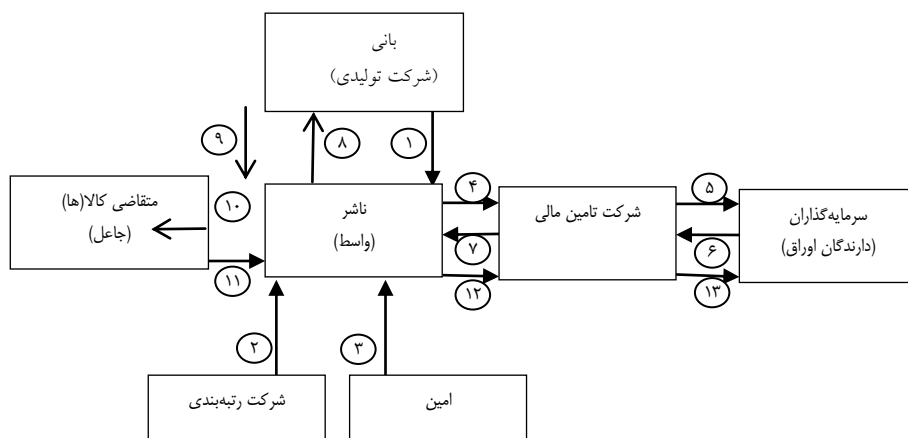 بانی
(شرکت تولیدی)
۹
۸
۱
متقاضی کالا(ها)
(جاعل)
۱۰
ناشر
(واسط)
۴
۷
شرکت تامین مالی
۵
۶
سرمایه‌گذاران
(دارندگان اوراق)
۱۱
۱۲
۱۳
۲
۳
شرکت رتبه‌بندی
امین